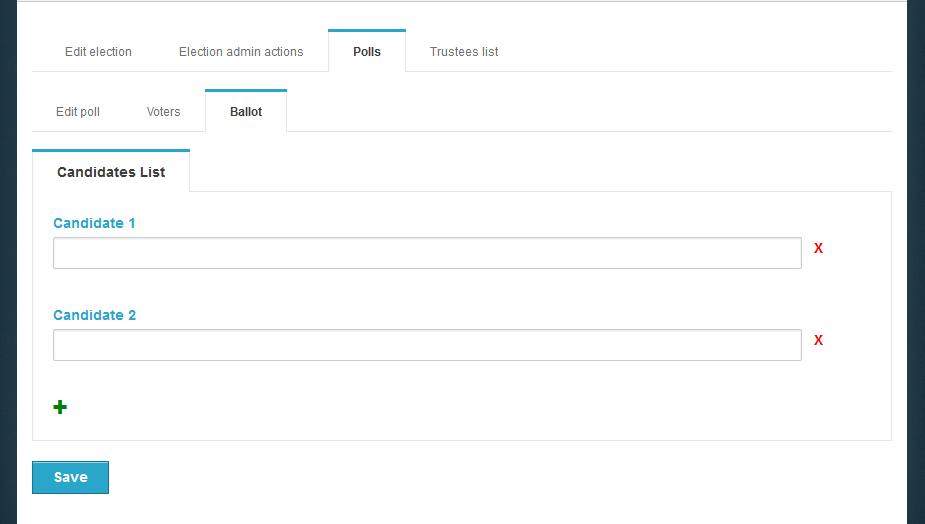 Edit election Election admin actions Polls Trustees list
Edit poll Voters Ballot
Candidates List
Candidate 1
X
Candidate 2
X
Save